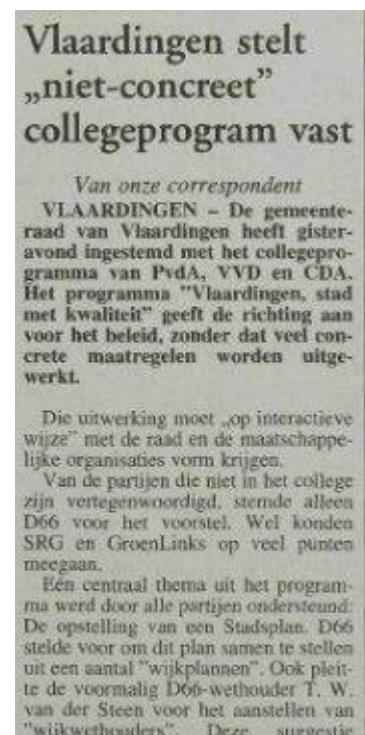 Vlaardingen stelt
„niet-concreet”
collegeprogram vast
Van onze correspondent
VLAARDINGEN – De gemeente-
raad van Vlaardingen heeft gister-
avond ingestemd met het collegepro-
gramma van PvdA, VVD en CDA.
Het programma "Vlaardingen, stad
met kwaliteit" geeft de richting aan
voor het beleid, zonder dat veel con-
crete maatregelen worden uitge-
werkt.
Die uitwerking moet „op interactieve
wijze” met de raad en de maatschappe-
lijke organisaties vorm krijgen.
Van de partijen die niet in het college
zijn vertegenwoordigd, stemde alleen
D66 voor het voorstel. Wel konden
SRG en GroenLinks op veel punten
meegaan.
Eén centraal thema uit het program-
ma werd door alle partijen ondersteund:
De opstelling van een Stadsplan. D66
stelde voor om dit plan samen te stellen
uit een aantal "wijkplannen". Ook pleit-
te de voormalig D66-wethouder T. W.
van der Steen voor het aanstellen van
"wijkwethouders". Deze suggestie